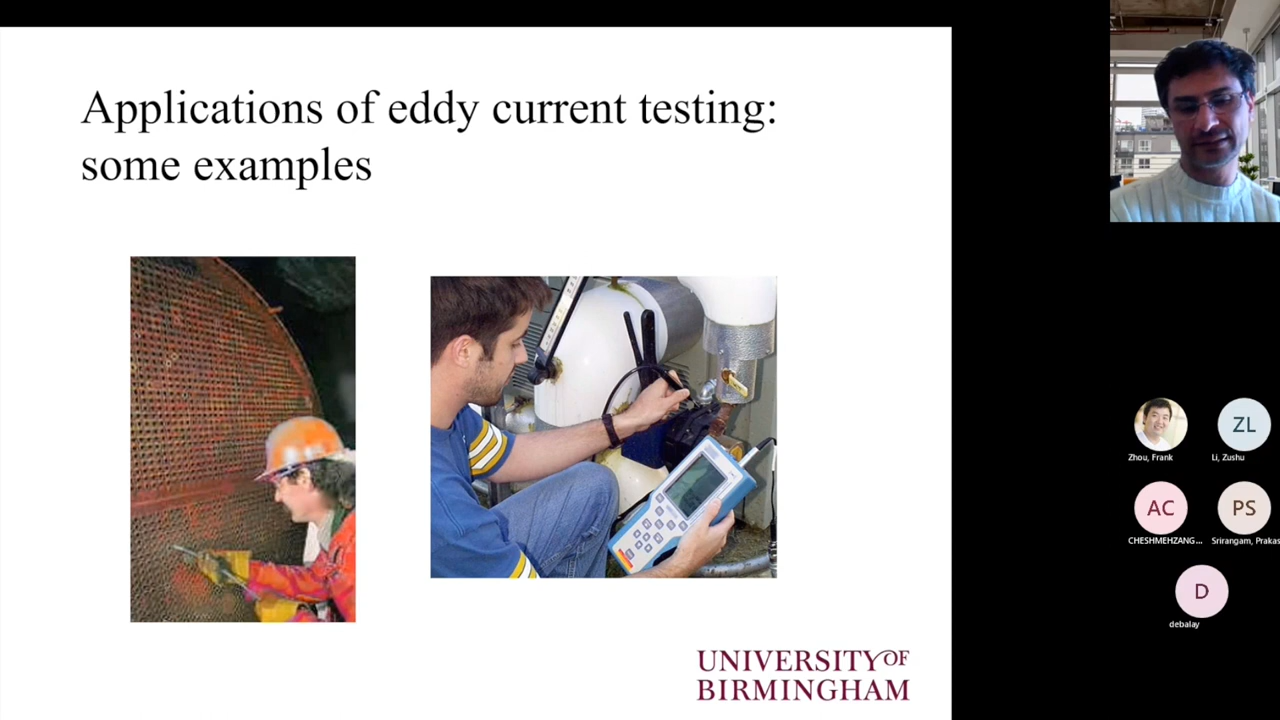 Applications of eddy current testing:
some examples
UNIVERSITY OF
BIRMINGHAM
Zhou, Frank
Li, Zushu
AC
PS
CHESHMEHZANG...
Srirangam, Prakas
D
debalay
ZL